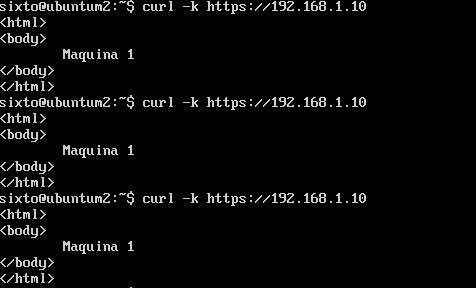 sixto@ubuntum2:~$ curl -k https://192.168.1.10
<html>
<body>
        Maquina 1
</body>
</html>
sixto@ubuntum2:~$ curl -k https://192.168.1.10
<html>
<body>
        Maquina 1
</body>
</html>
sixto@ubuntum2:~$ curl -k https://192.168.1.10
<html>
<body>
        Maquina 1
</body>
</html>